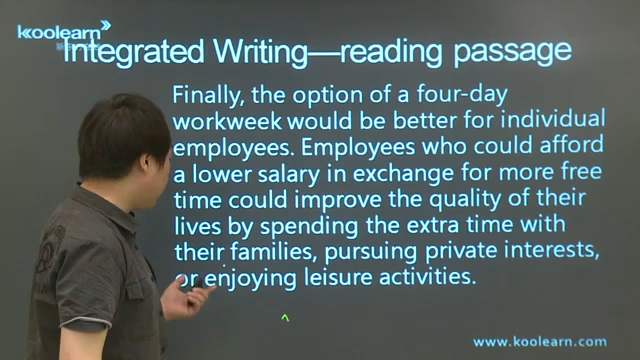 koolearn
Integrated Writing—reading passage
Finally, the option of a four-day
workweek would be better for individual
employees. Employees who could afford
a lower salary in exchange for more free
time could improve the quality of their
lives by spending the extra time with
their families, pursuing private interests,
or enjoying leisure activities.
www.koolearn.com